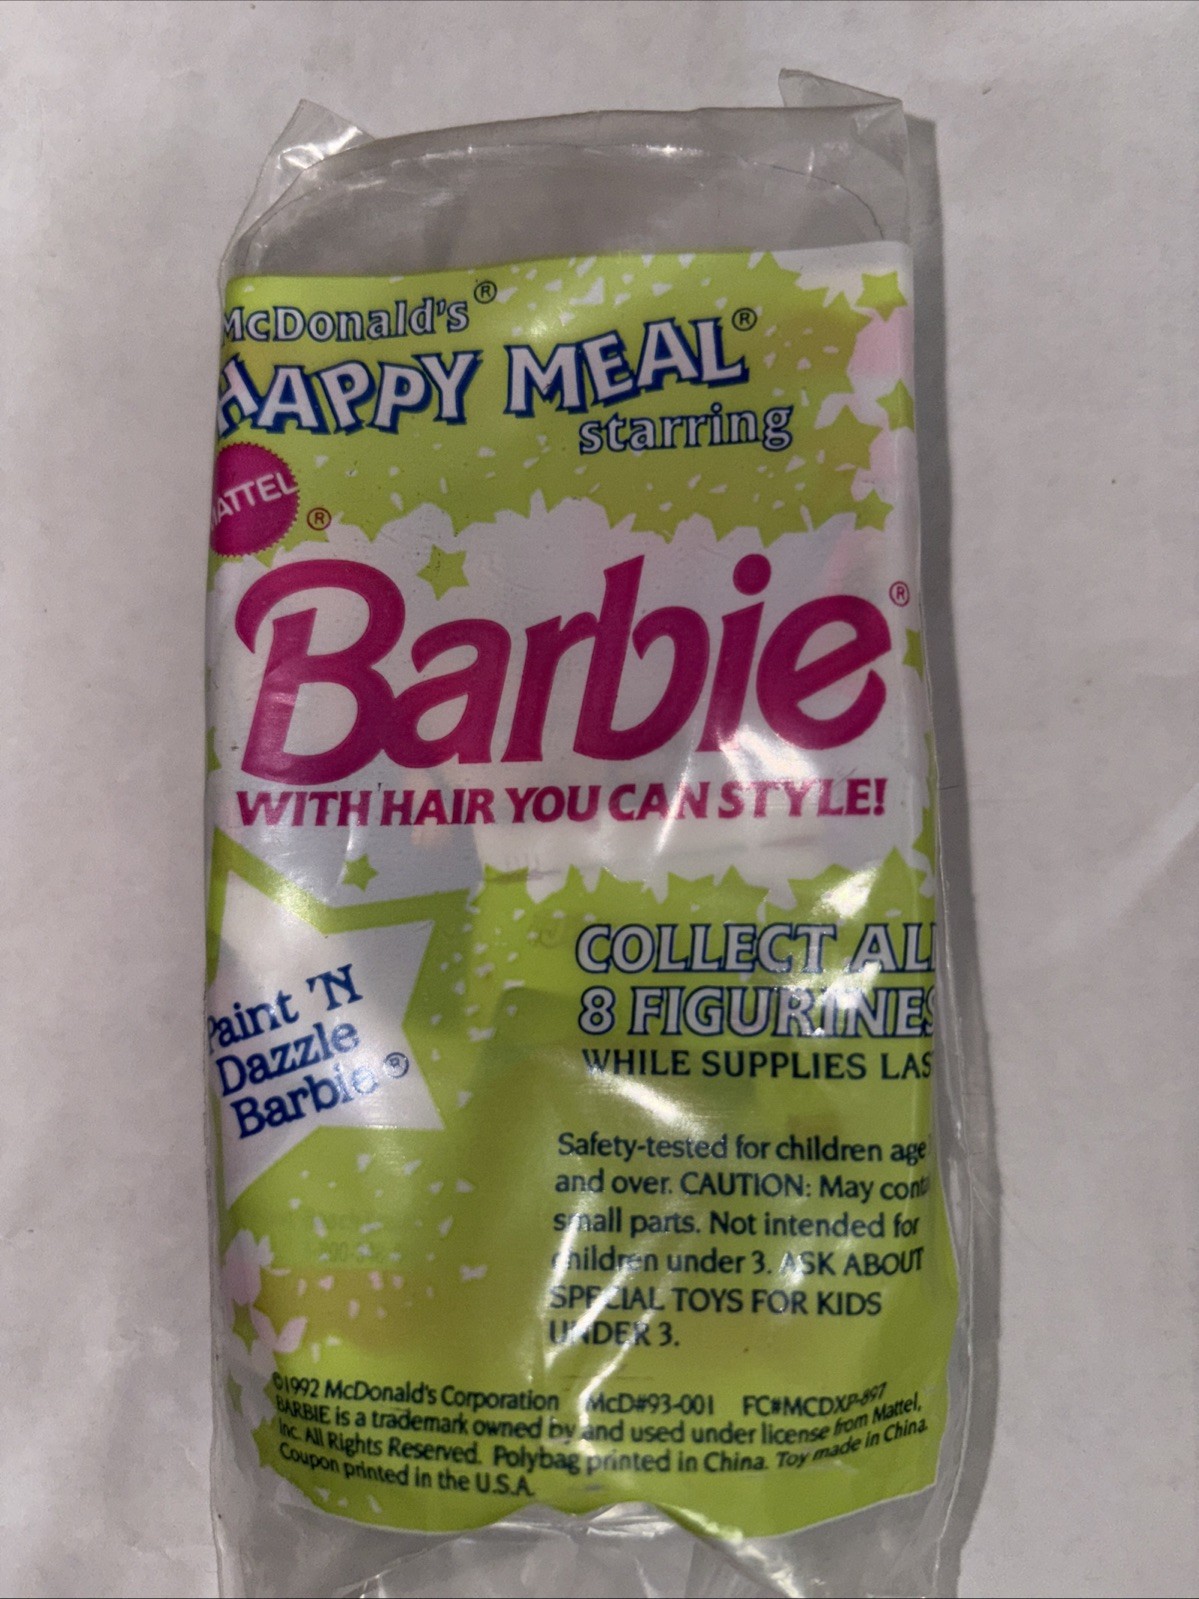 McDonald's®
HAPPY MEAL®
starring
MATTEL
®
Barbie®
WITH HAIR YOU CAN STYLE!
Paint 'N
Dazzle
Barbie®
COLLECT ALL
8 FIGURINES
WHILE SUPPLIES LAS
Safety-tested for children age
and over. CAUTION: May conta
small parts. Not intended for
children under 3. ASK ABOUT
SPECIAL TOYS FOR KIDS
UNDER 3.
©1992 McDonald's Corporation McD#93-001 FC#MCDXP-897
BARBIE is a trademark owned by and used under license from Mattel,
Inc. All Rights Reserved. Polybag printed in China. Toy made in China.
Coupon printed in the U.S.A.